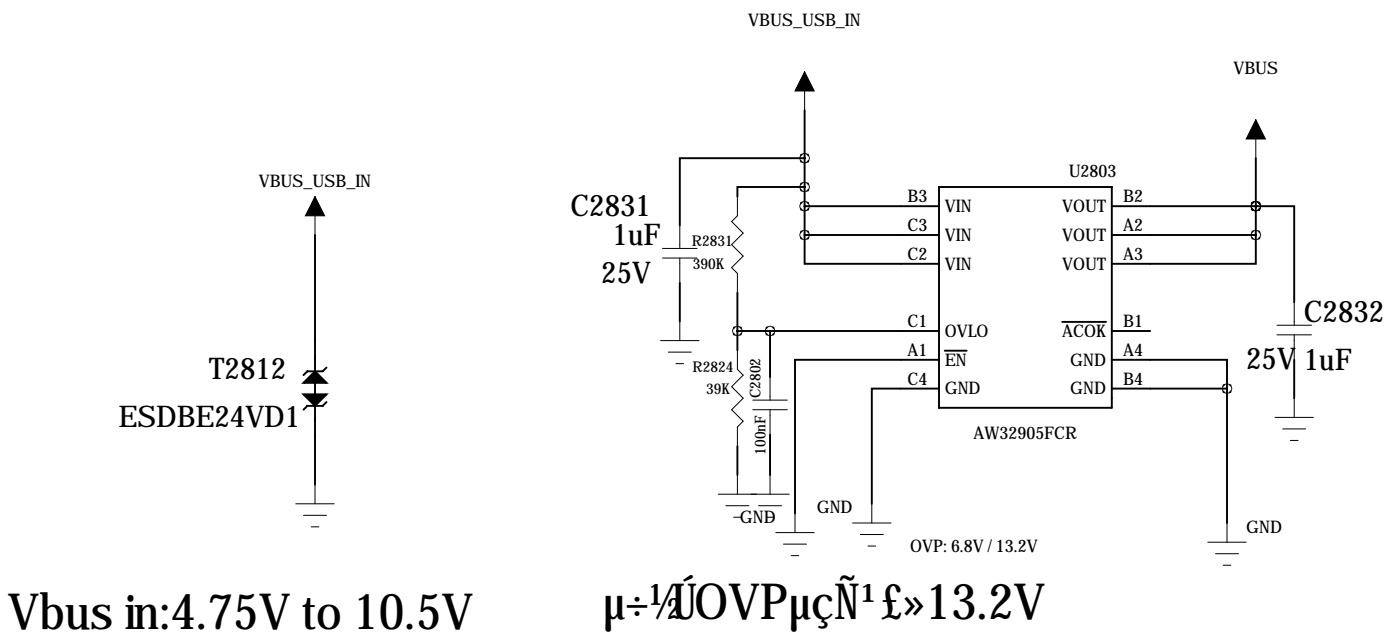 VBUS_USB_IN
VBUS
VBUS_USB_IN
U2803
C2831
1uF
25V
R2831
390K
B3 VIN VOUT B2
C3 VIN VOUT A2
C2 VIN VOUT A3
C1 OVLO ACOK B1
A1 EN GND A4
C4 GND GND B4
C2832
25V 1uF
T2812
ESDBE24VD1
R2824
39K
C2802
100nF
AW32905FCR
GND
GND
GND
OVP: 6.8V / 13.2V
Vbus in:4.75V to 10.5V
µ÷½ÚOVPµçѹ£»13.2V